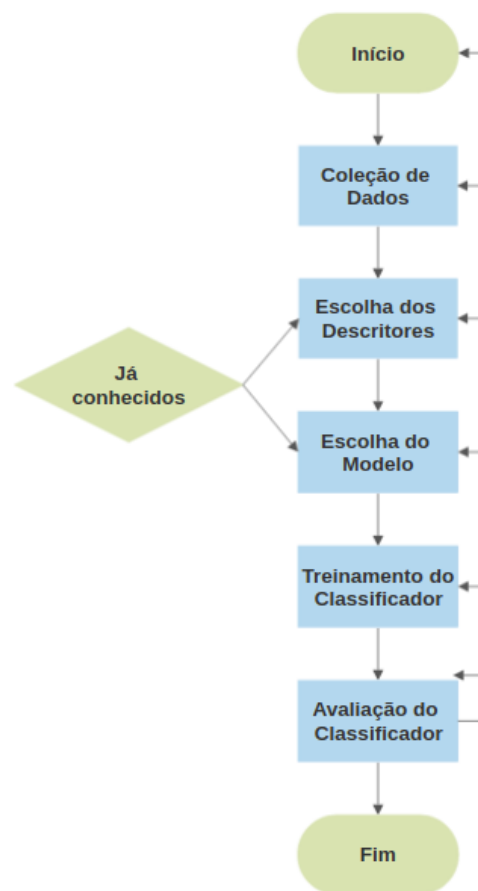 Início
Coleção de
Dados
Escolha dos
Descritores
Já
conhecidos
Escolha do
Modelo
Treinamento do
Classificador
Avaliação do
Classificador
Fim